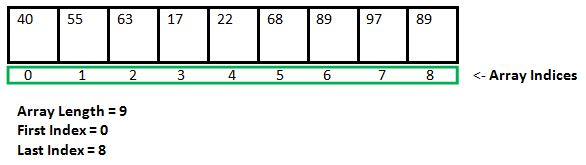 40 55 63 17 22 68 89 97 89
0 1 2 3 4 5 6 7 8 <- Array Indices
Array Length = 9
First Index = 0
Last Index = 8